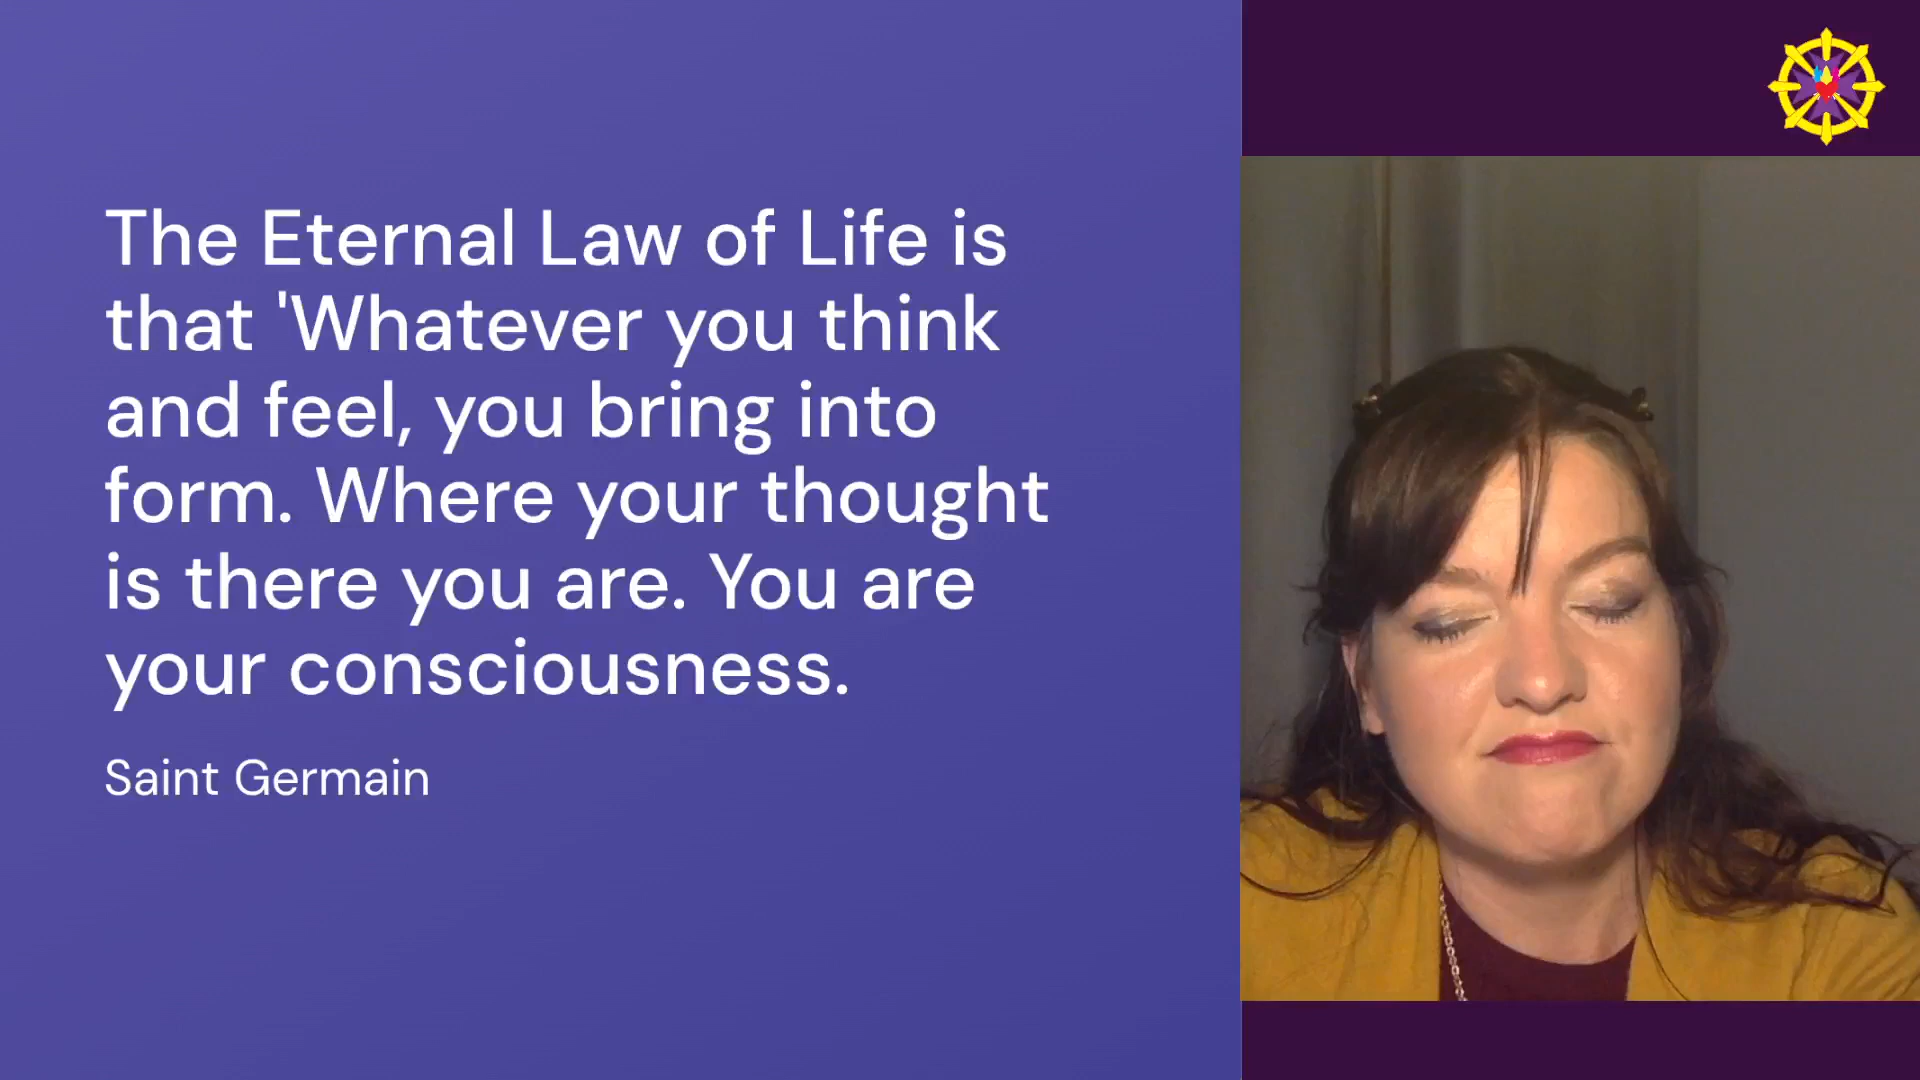 The Eternal Law of Life is
that 'Whatever you think
and feel, you bring into
form. Where your thought
is there you are. You are
your consciousness.
Saint Germain